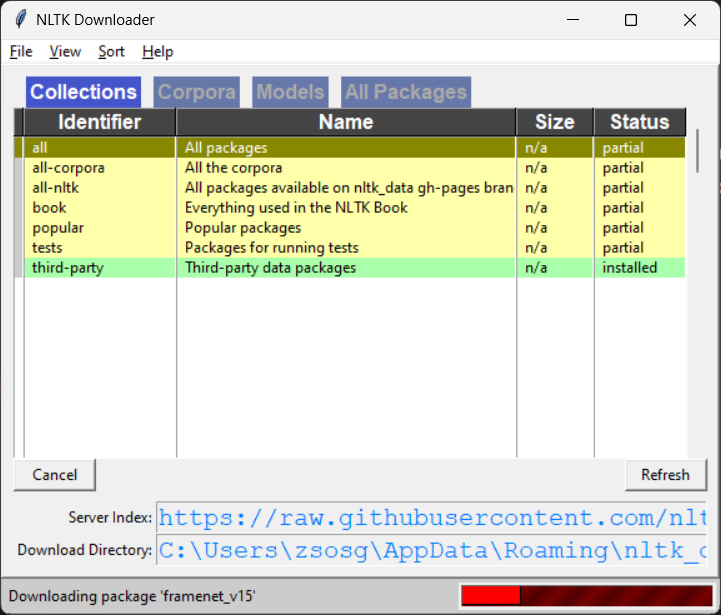 NLTK Downloader
File View Sort Help
Collections Corpora Models All Packages
Identifier Name Size Status
all All packages n/a partial
all-corpora All the corpora n/a partial
all-nltk All packages available on nltk_data gh-pages bran n/a partial
book Everything used in the NLTK Book n/a partial
popular Popular packages n/a partial
tests Packages for running tests n/a partial
third-party Third-party data packages n/a installed
Cancel Refresh
Server Index: https://raw.githubusercontent.com/nlt
Download Directory: C:\Users\zsosg\AppData\Roaming\nltk_
Downloading package 'framenet_v15'